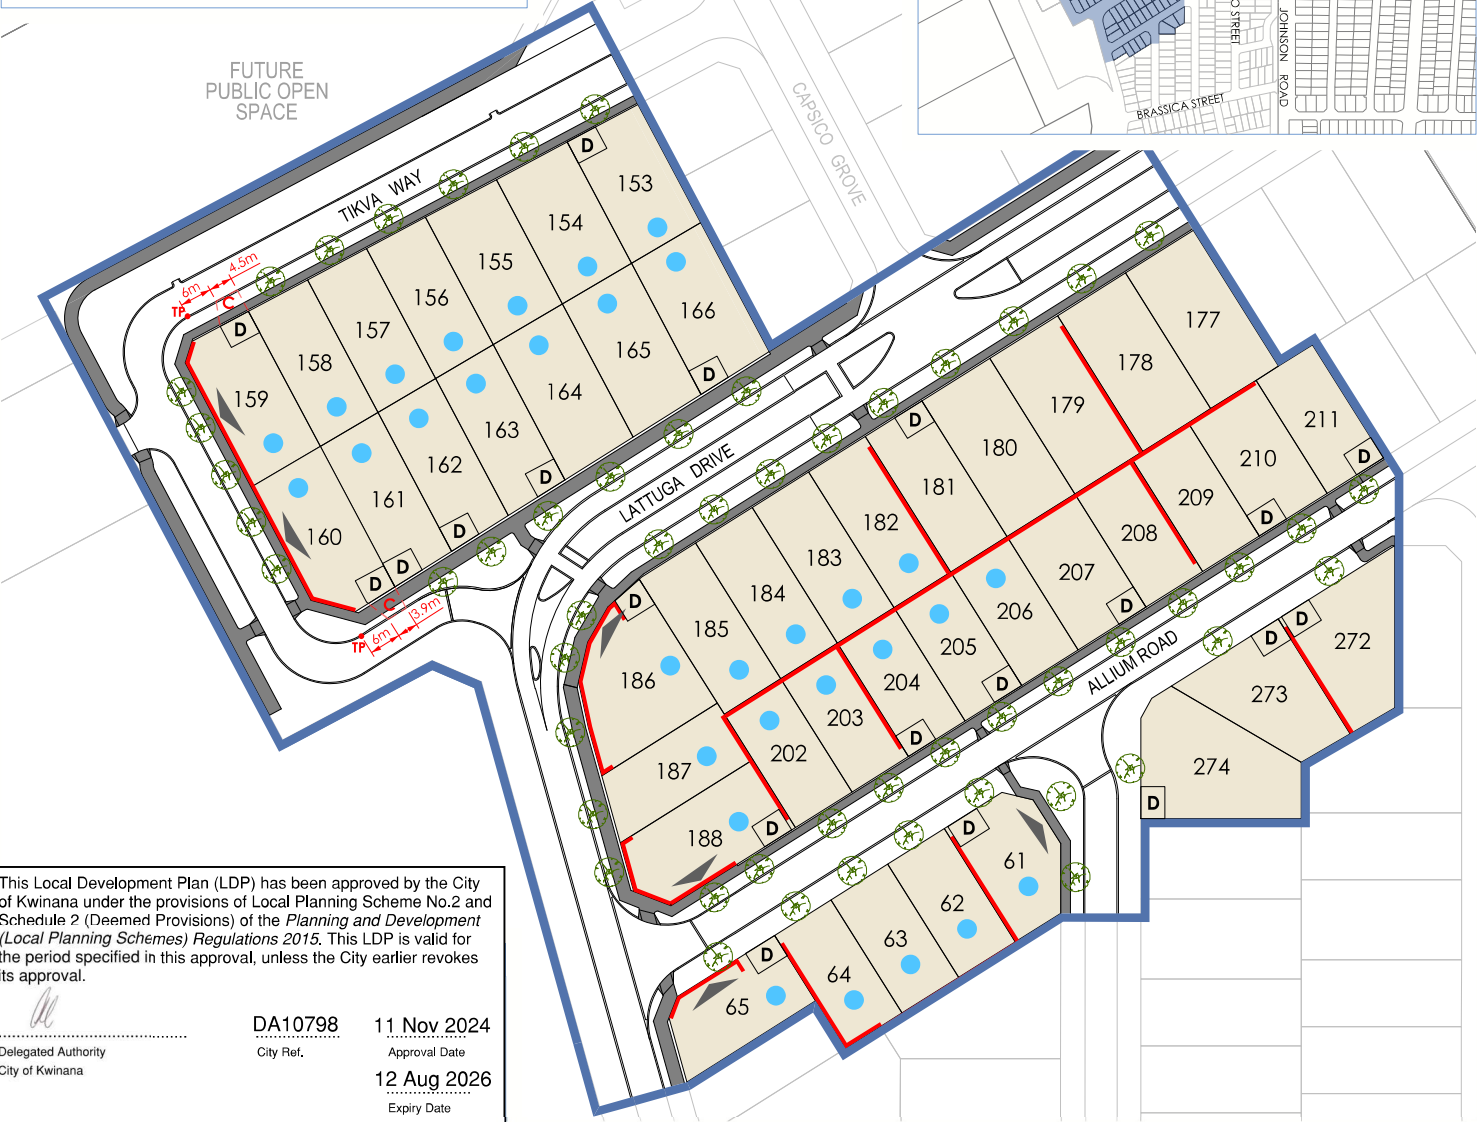 FUTURE
PUBLIC OPEN
SPACE
CAPSICO GROVE
O STREET
JOHNSON ROAD
BRASSICA STREET
TIKVA WAY
4.5m
6m
TP
C
D
D
153
154
155
156
157
158
159
166
165
164
163
162
161
160
D
D
D
D
D
C
3.9m
6m
TP
LATTUGA DRIVE
177
178
179
180
181
182
183
184
185
186
187
188
D
D
211
210
209
208
207
206
205
204
203
202
D
D
D
D
D
D
ALLIUM ROAD
272
273
274
D
D
D
61
62
63
64
65
D
D
This Local Development Plan (LDP) has been approved by the City
of Kwinana under the provisions of Local Planning Scheme No.2 and
Schedule 2 (Deemed Provisions) of the Planning and Development
(Local Planning Schemes) Regulations 2015. This LDP is valid for
the period specified in this approval, unless the City earlier revokes
its approval.
DA10798
11 Nov 2024
Delegated Authority
City Ref.
Approval Date
City of Kwinana
12 Aug 2026
Expiry Date